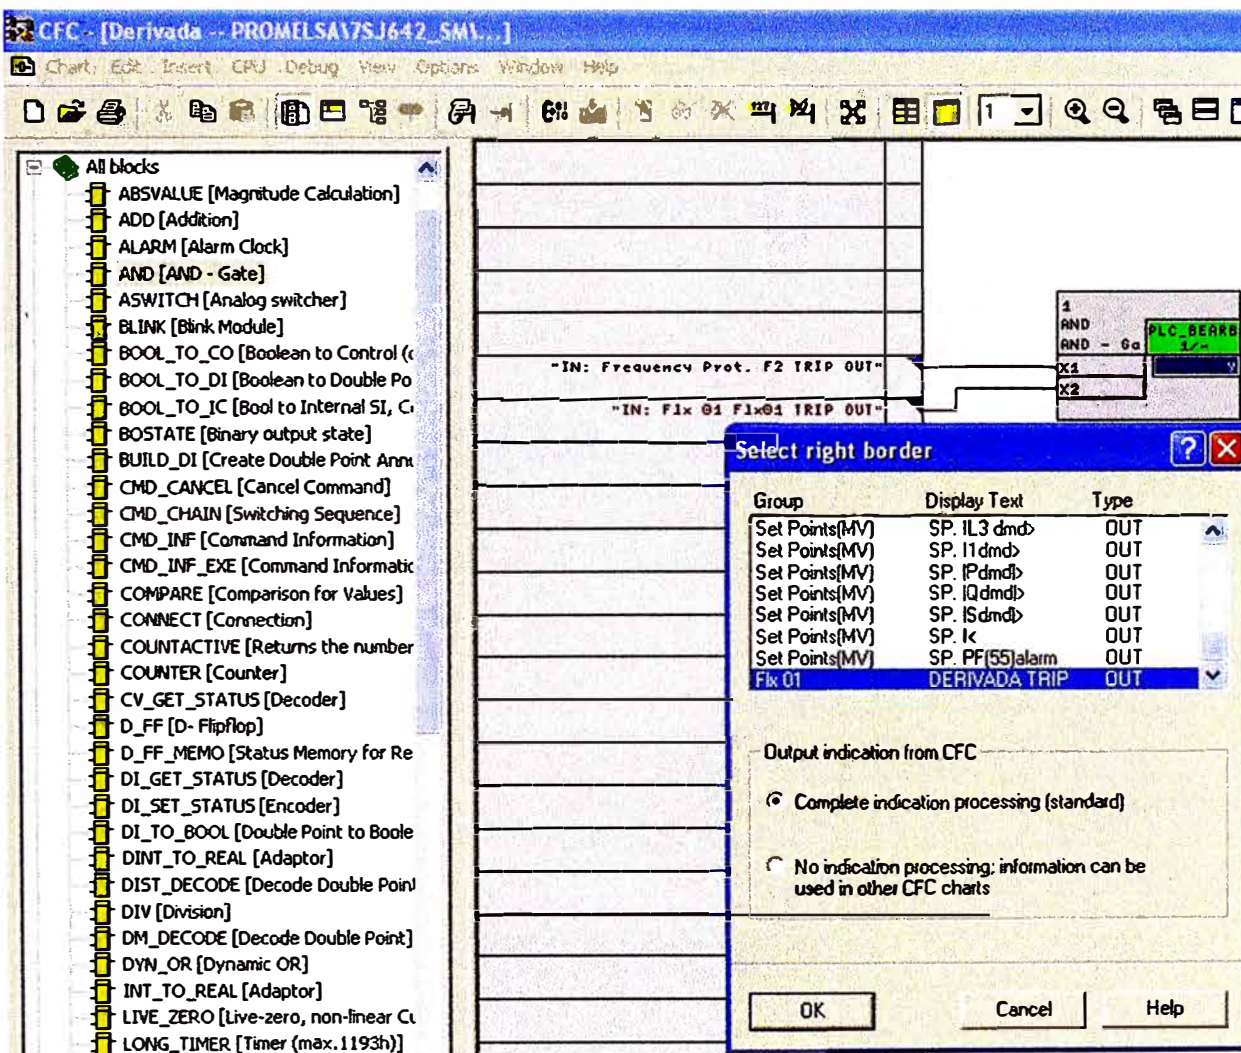 CFC - [Derivada -- PROMELSA\7SJ642_SM\...]
Chart Edit Insert CPU Debug View Options Window Help
1
All blocks
ABSVALUE [Magnitude Calculation]
ADD [Addition]
ALARM [Alarm Clock]
AND [AND - Gate]
ASWITCH [Analog switcher]
BLINK [Blink Module]
BOOL_TO_CO [Boolean to Control (c
BOOL_TO_DI [Boolean to Double Po
BOOL_TO_IC [Bool to Internal SI, C
BOSTATE [Binary output state]
BUILD_DI [Create Double Point Annu
CMD_CANCEL [Cancel Command]
CMD_CHAIN [Switching Sequence]
CMD_INF [Command Information]
CMD_INF_EXE [Command Informatic
COMPARE [Comparison for Values]
CONNECT [Connection]
COUNTACTIVE [Returns the number
COUNTER [Counter]
CV_GET_STATUS [Decoder]
D_FF [D- Flipflop]
D_FF_MEMO [Status Memory for Re
DI_GET_STATUS [Decoder]
DI_SET_STATUS [Encoder]
DI_TO_BOOL [Double Point to Boole
DINT_TO_REAL [Adaptor]
DIST_DECODE [Decode Double Point
DIV [Division]
DM_DECODE [Decode Double Point]
DYN_OR [Dynamic OR]
INT_TO_REAL [Adaptor]
LIVE_ZERO [Live-zero, non-linear Cu
LONG_TIMER [Timer (max.1193h)]
"IN: Frequency Prot. F2 TRIP OUT"
"IN: Flx 01 Flx01 TRIP OUT"
1
AND
AND - Ga
PLC_BEARB
1/-
X1
Y
X2
Select right border
Group Display Text Type
Set Points(MV) SP. IL3 dmd> OUT
Set Points(MV) SP. I1dmd> OUT
Set Points(MV) SP. |Pdmd|> OUT
Set Points(MV) SP. |Qdmd|> OUT
Set Points(MV) SP. |Sdmd|> OUT
Set Points(MV) SP. I< OUT
Set Points(MV) SP. PF(55)alarm OUT
Flx 01 DERIVADA TRIP OUT
Output indication from CFC
Complete indication processing (standard)
No indication processing; information can be
used in other CFC charts
OK Cancel Help